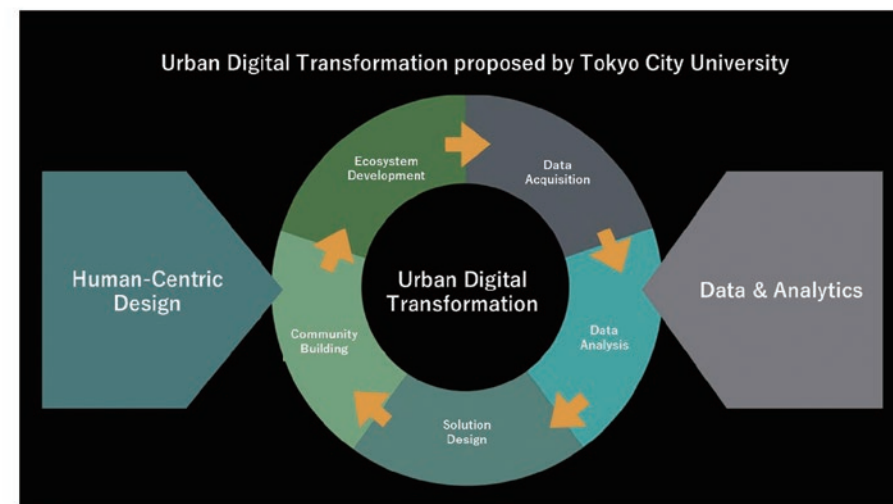 Urban Digital Transformation proposed by Tokyo City University
Ecosystem
Development
Data
Acquisition
Human-Centric
Design
Urban Digital
Transformation
Data & Analytics
Community
Building
Data
Analysis
Solution
Design